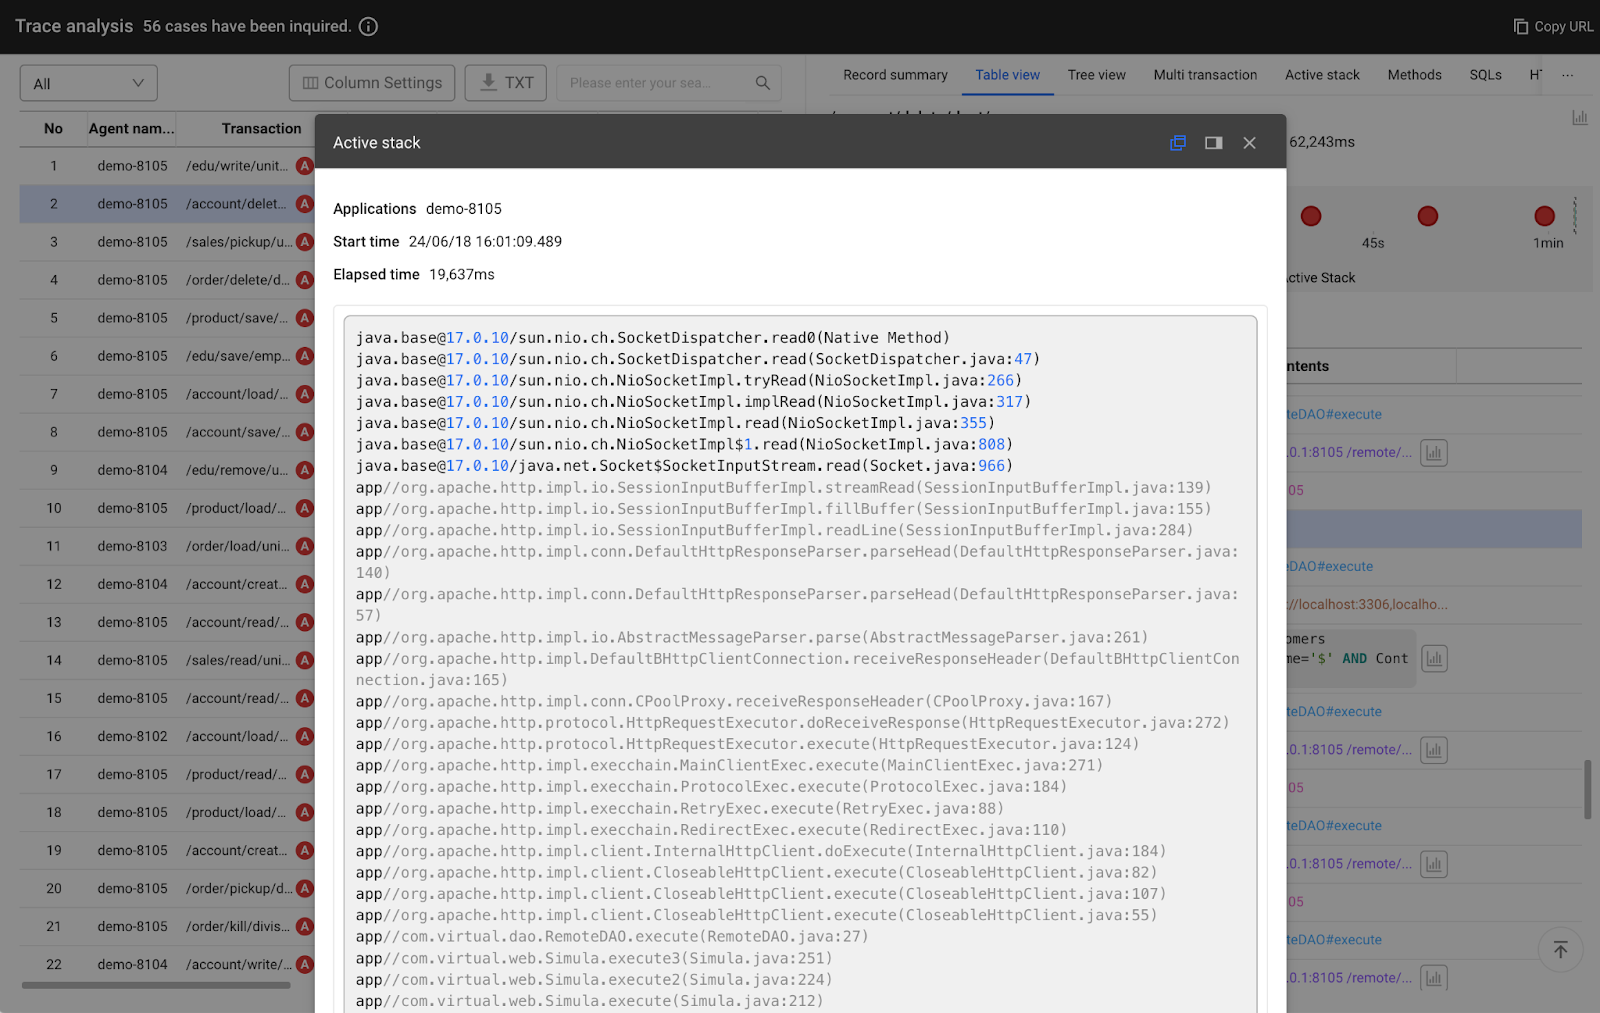 Trace analysis 56 cases have been inquired.
Copy URL
All
Column Settings
TXT
Please enter your sea...
Record summary
Table view
Tree view
Multi transaction
Active stack
Methods
SQLs
...
No Agent nam... Transaction
1 demo-8105 /edu/write/unit... A
2 demo-8105 /account/delet... A
3 demo-8105 /sales/pickup/u... A
4 demo-8105 /order/delete/d... A
5 demo-8105 /product/save/... A
6 demo-8105 /edu/save/emp... A
7 demo-8105 /account/load/... A
8 demo-8105 /account/save/... A
9 demo-8104 /edu/remove/u... A
10 demo-8105 /product/load/... A
11 demo-8103 /order/load/uni... A
12 demo-8104 /account/creat... A
13 demo-8105 /account/read/... A
14 demo-8105 /sales/read/uni... A
15 demo-8105 /account/read/... A
16 demo-8102 /account/load/... A
17 demo-8105 /product/read/... A
18 demo-8105 /product/load/... A
19 demo-8105 /account/creat... A
20 demo-8105 /order/pickup/d... A
21 demo-8105 /order/kill/divis... A
22 demo-8104 /account/write/... A
Active stack
Applications demo-8105
Start time 24/06/18 16:01:09.489
Elapsed time 19,637ms
java.base@17.0.10/sun.nio.ch.SocketDispatcher.read0(Native Method)
java.base@17.0.10/sun.nio.ch.SocketDispatcher.read(SocketDispatcher.java:47)
java.base@17.0.10/sun.nio.ch.NioSocketImpl.tryRead(NioSocketImpl.java:266)
java.base@17.0.10/sun.nio.ch.NioSocketImpl.implRead(NioSocketImpl.java:317)
java.base@17.0.10/sun.nio.ch.NioSocketImpl.read(NioSocketImpl.java:355)
java.base@17.0.10/sun.nio.ch.NioSocketImpl$1.read(NioSocketImpl.java:808)
java.base@17.0.10/java.net.Socket$SocketInputStream.read(Socket.java:966)
app//org.apache.http.impl.io.SessionInputBufferImpl.streamRead(SessionInputBufferImpl.java:139)
app//org.apache.http.impl.io.SessionInputBufferImpl.fillBuffer(SessionInputBufferImpl.java:155)
app//org.apache.http.impl.io.SessionInputBufferImpl.readLine(SessionInputBufferImpl.java:284)
app//org.apache.http.impl.conn.DefaultHttpResponseParser.parseHead(DefaultHttpResponseParser.java:
140)
app//org.apache.http.impl.conn.DefaultHttpResponseParser.parseHead(DefaultHttpResponseParser.java:
57)
app//org.apache.http.impl.io.AbstractMessageParser.parse(AbstractMessageParser.java:261)
app//org.apache.http.impl.DefaultBHttpClientConnection.receiveResponseHeader(DefaultBHttpClientCon
nection.java:165)
app//org.apache.http.impl.conn.CPoolProxy.receiveResponseHeader(CPoolProxy.java:167)
app//org.apache.http.protocol.HttpRequestExecutor.doReceiveResponse(HttpRequestExecutor.java:272)
app//org.apache.http.protocol.HttpRequestExecutor.execute(HttpRequestExecutor.java:124)
app//org.apache.http.impl.execchain.MainClientExec.execute(MainClientExec.java:271)
app//org.apache.http.impl.execchain.ProtocolExec.execute(ProtocolExec.java:184)
app//org.apache.http.impl.execchain.RetryExec.execute(RetryExec.java:88)
app//org.apache.http.impl.execchain.RedirectExec.execute(RedirectExec.java:110)
app//org.apache.http.impl.client.InternalHttpClient.doExecute(InternalHttpClient.java:184)
app//org.apache.http.impl.client.CloseableHttpClient.execute(CloseableHttpClient.java:82)
app//org.apache.http.impl.client.CloseableHttpClient.execute(CloseableHttpClient.java:107)
app//org.apache.http.impl.client.CloseableHttpClient.execute(CloseableHttpClient.java:55)
app//com.virtual.dao.RemoteDAO.execute(RemoteDAO.java:27)
app//com.virtual.web.Simula.execute3(Simula.java:251)
app//com.virtual.web.Simula.execute2(Simula.java:224)
app//com.virtual.web.Simula.execute(Simula.java:212)
62,243ms
45s
1min
ctive Stack
ntents
teDAO#execute
.0.1:8105 /remote/...
05
eDAO#execute
://localhost:3306,localho...
omers
me='$' AND Cont
teDAO#execute
.0.1:8105 /remote/...
05
teDAO#execute
.0.1:8105 /remote/...
05
teDAO#execute
.0.1:8105 /remote/...